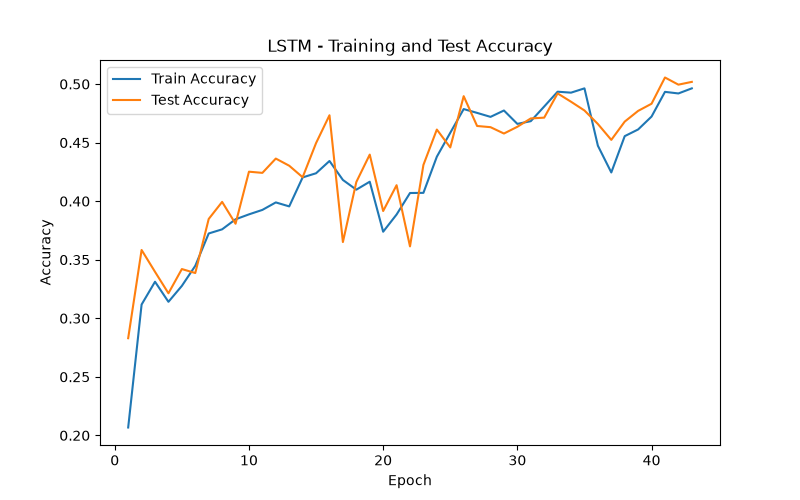 LSTM - Training and Test Accuracy
Train Accuracy
Test Accuracy
0.50
0.45
0.40
0.35
0.30
0.25
0.20
Accuracy
0
10
20
30
40
Epoch